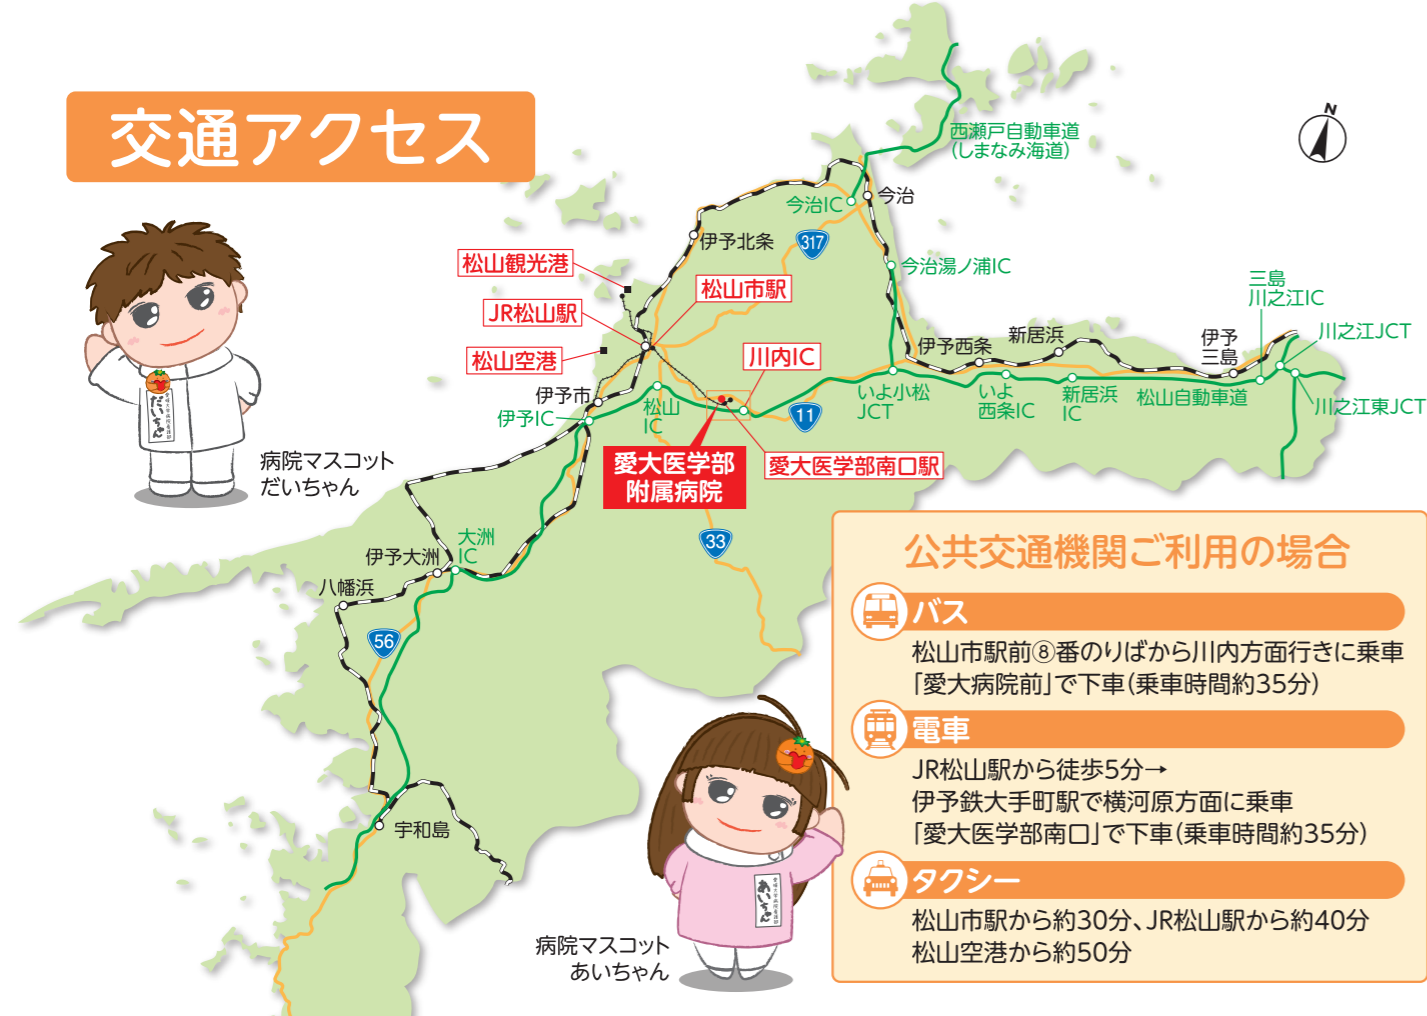 交通アクセス
N
西瀬戸自動車道
(しまなみ海道)
今治IC
今治
317
伊予北条
松山観光港
今治湯ノ浦IC
松山市駅
JR松山駅
三島
川之江IC
川之江JCT
伊予
三島
新居浜
伊予西条
松山空港
川内IC
伊予市
伊予IC
松山
IC
11
いよ小松
JCT
いよ
西条IC
新居浜
IC
松山自動車道
川之江東JCT
愛大医学部
附属病院
愛大医学部南口駅
だいちゃん
病院マスコット
だいちゃん
大洲
IC
伊予大洲
八幡浜
33
56
宇和島
あいちゃん
病院マスコット
あいちゃん
公共交通機関ご利用の場合
バス
松山市駅前⑧番のりばから川内方面行きに乗車
「愛大病院前」で下車(乗車時間約35分)
電車
JR松山駅から徒歩5分→
伊予鉄大手町駅で横河原方面に乗車
「愛大医学部南口」で下車(乗車時間約35分)
タクシー
松山市駅から約30分、JR松山駅から約40分
松山空港から約50分